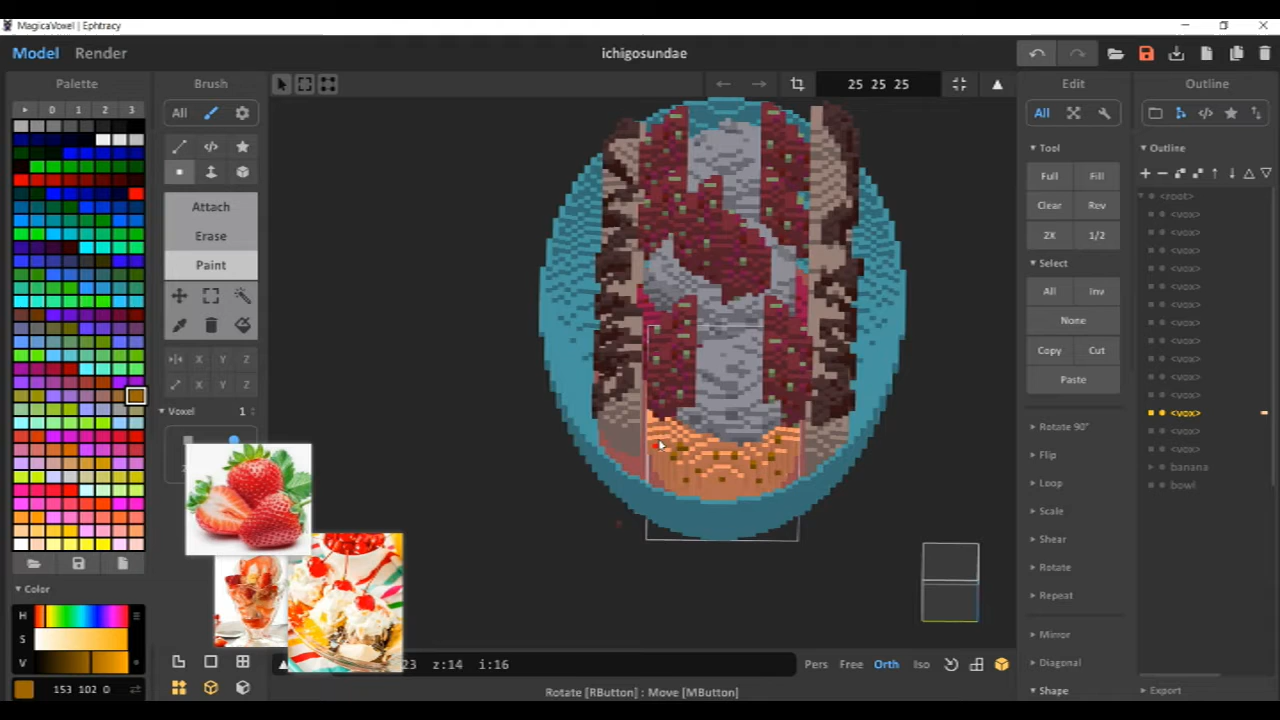 MagicaVoxel | Ephtracy
Model Render ichigosundae
Palette Brush 25 25 25 Edit Outline
0 1 2 3 All All
Tool Outline
Full Fill <root>
Attach Clear Rev <vox>
Erase 2X 1/2 <vox>
Paint Select <vox>
All Inv <vox>
None <vox>
Copy Cut <vox>
X Y Z Paste <vox>
X Y Z <vox>
Voxel 1 Rotate 90° <vox>
Flip <vox>
Loop <vox>
Scale <vox>
Shear <vox>
Rotate <vox>
Repeat banana
Color bowl
H
S Mirror
V Diagonal
153 102 0 23 z:14 i:16 Pers Free Orth Iso Shape Export
Rotate [RButton] : Move [MButton]